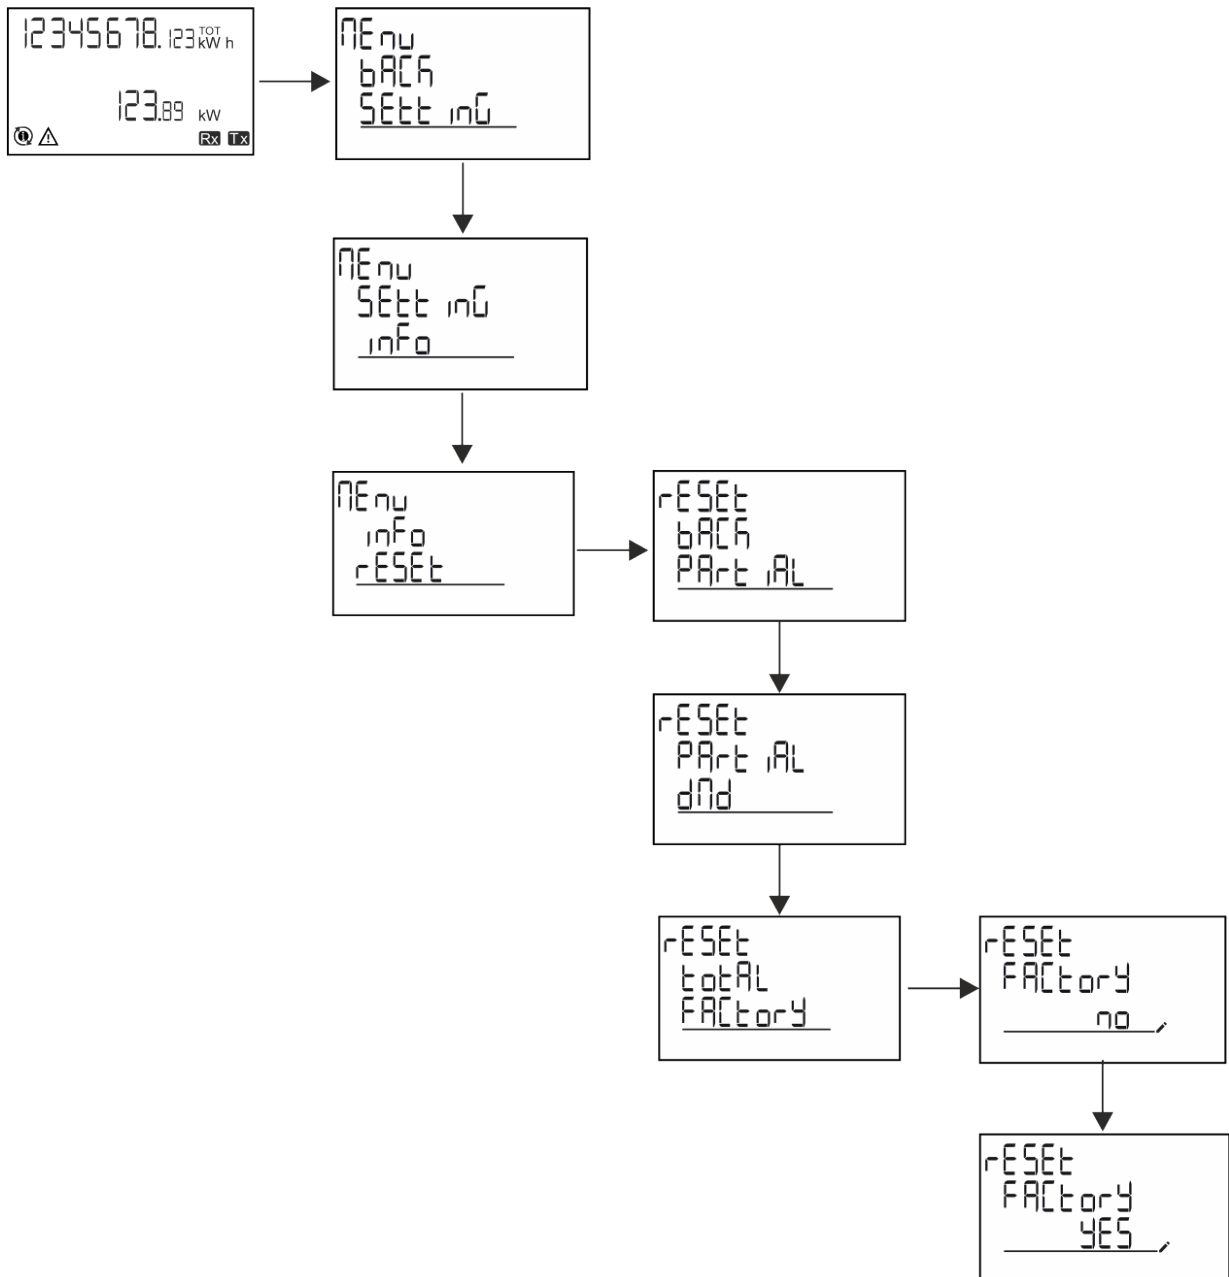 12345678.123 TOT kWh
123.89 kW
Rx Tx
MEnu
bACK
SEttinG
MEnu
SEttinG
inFo
MEnu
inFo
rESEt
rESEt
bACK
PArtiAL
rESEt
PArtiAL
dMd
rESEt
totAL
FACtorY
rESEt
FACtorY
no
rESEt
FACtorY
YES